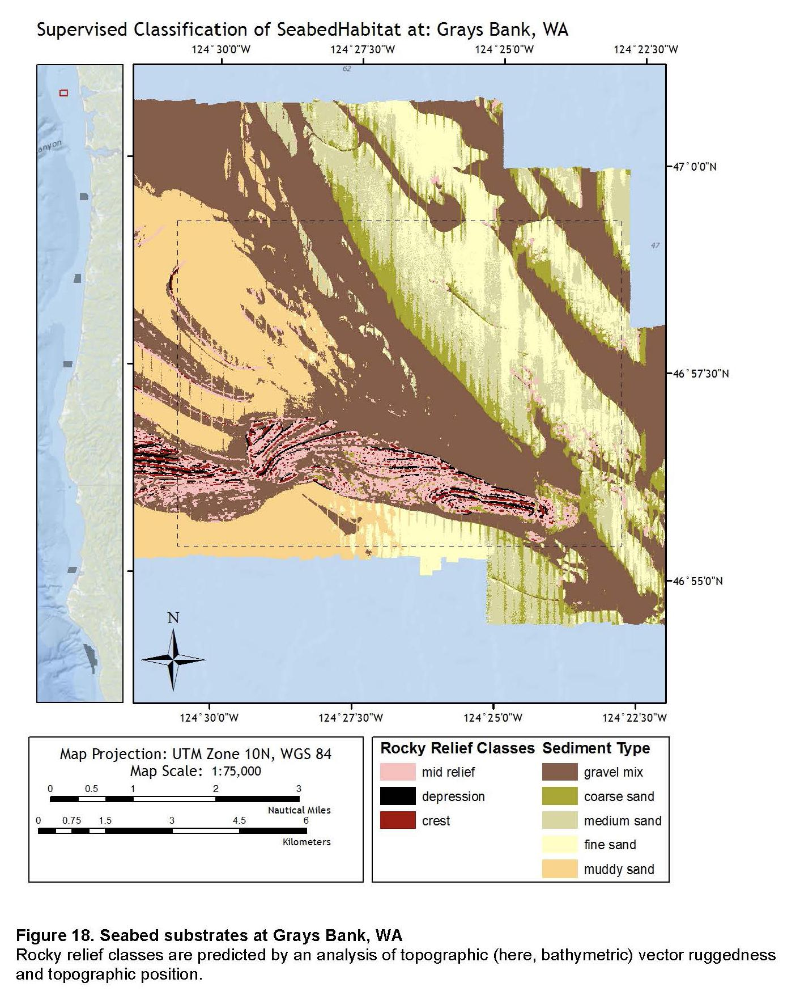 Supervised Classification of SeabedHabitat at: Grays Bank, WA
124°30'0"W 124°27'30"W 124°25'0"W 124°22'30"W
62
anyon
47°0'0"N
47
46°57'30"N
46°55'0"N
N
124°30'0"W 124°27'30"W 124°25'0"W 124°22'30"W
Map Projection: UTM Zone 10N, WGS 84
Map Scale: 1:75,000
0 0.5 1 2 3
Nautical Miles
0 0.75 1.5 3 4.5 6
Kilometers
Rocky Relief Classes
mid relief
depression
crest
Sediment Type
gravel mix
coarse sand
medium sand
fine sand
muddy sand
Figure 18. Seabed substrates at Grays Bank, WA
Rocky relief classes are predicted by an analysis of topographic (here, bathymetric) vector ruggedness
and topographic position.